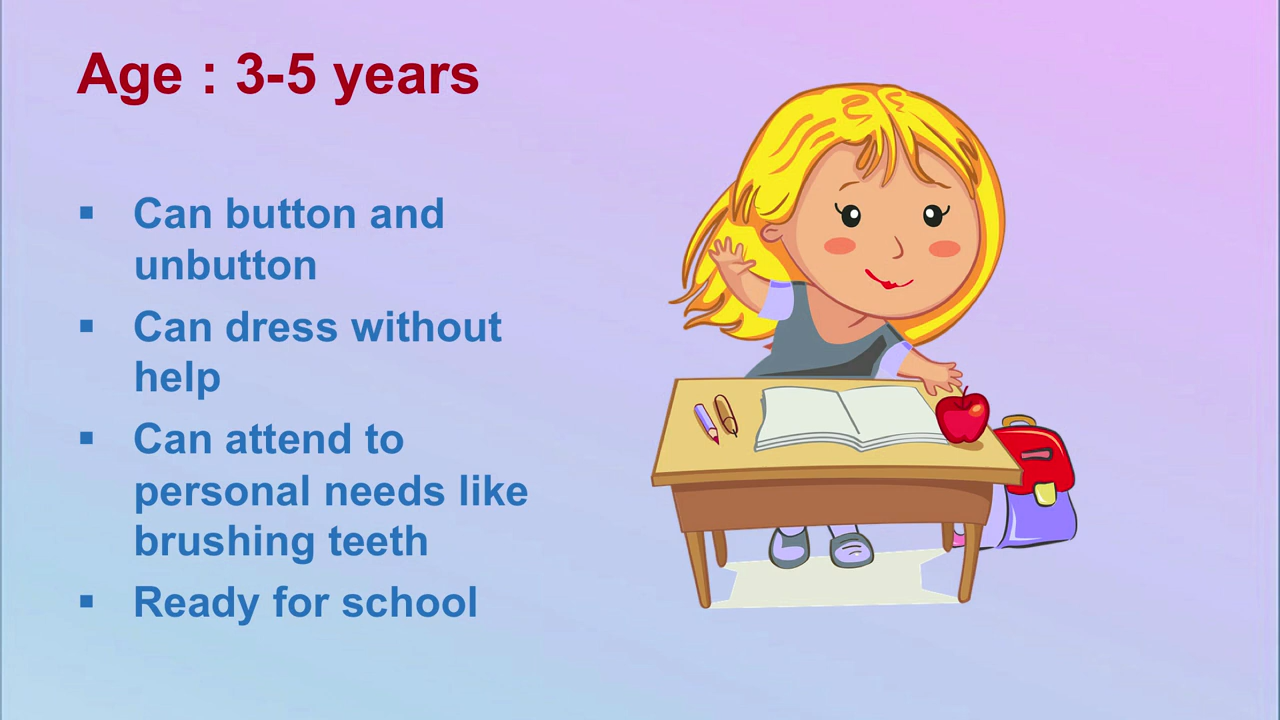 Age : 3-5 years
▪ Can button and
unbutton
▪ Can dress without
help
▪ Can attend to
personal needs like
brushing teeth
▪ Ready for school